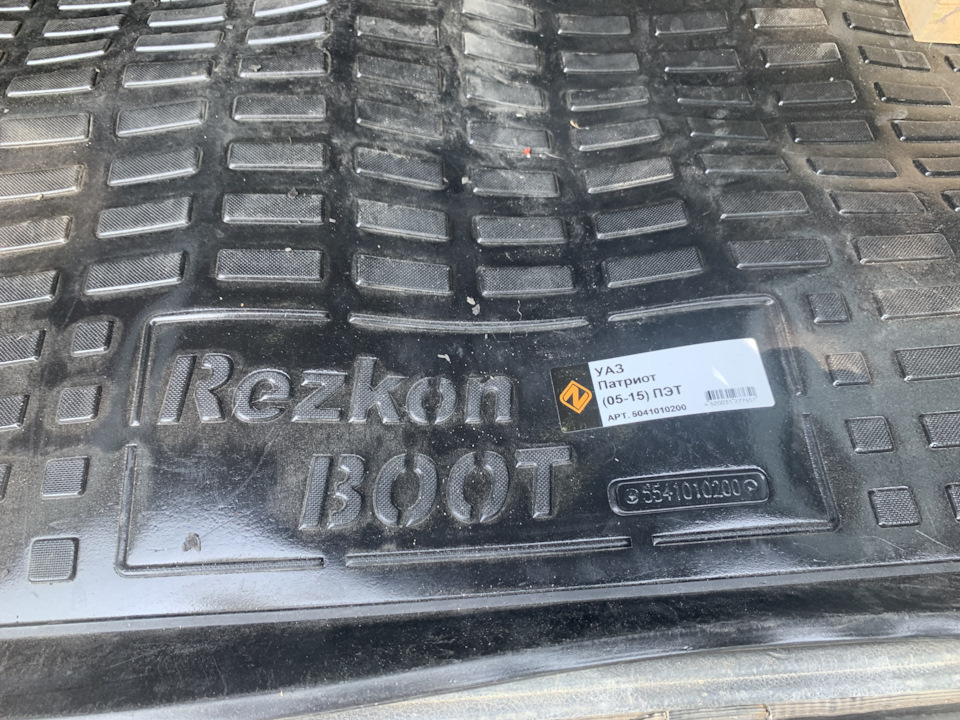 Rezkon
BOOT
УАЗ
Патриот
(05-15) ПЭТ
АРТ. 5041010200
5541010200